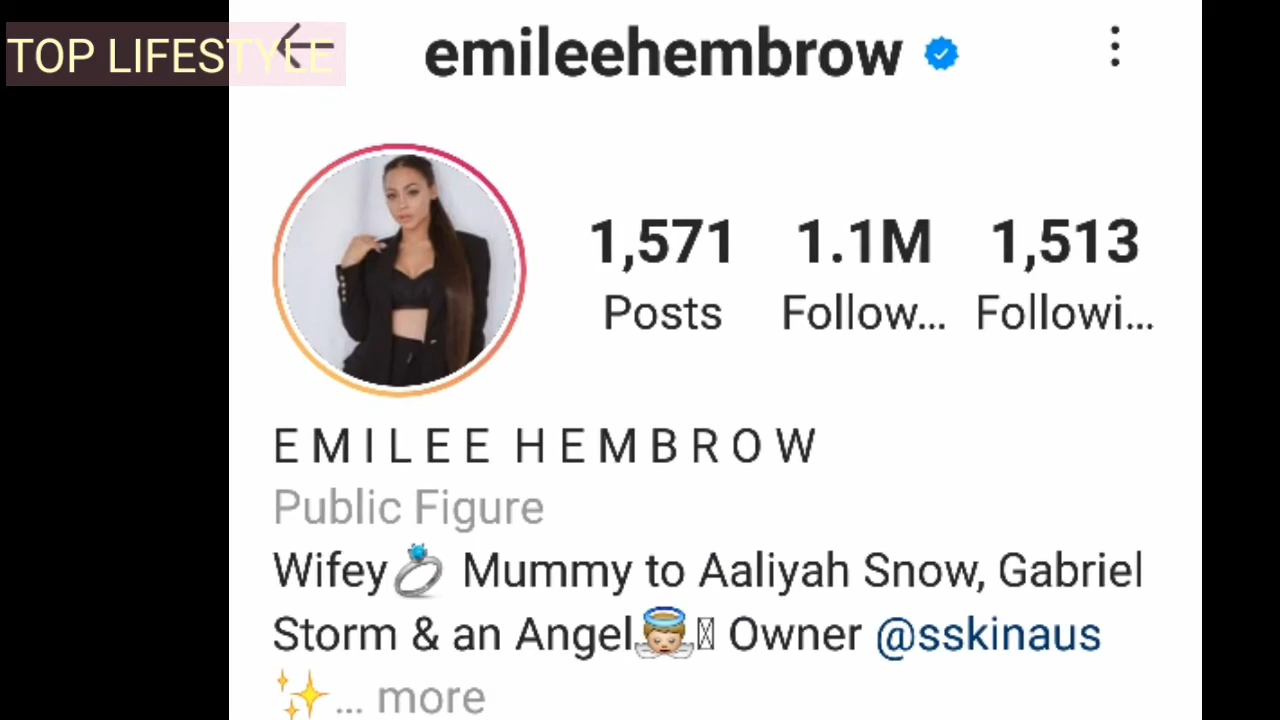 TOP LIFESTYLE
emileehembrow
1,571 1.1M 1,513
Posts Follow... Followi...
EMILEE HEMBROW
Public Figure
Wifey💍 Mummy to Aaliyah Snow, Gabriel
Storm & an Angel👼 Owner @sskinaus
✨... more